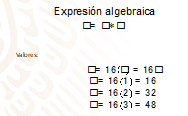 Expresión algebraica
□= □*□
Valores:
□= 16(□) = 16□
□= 16(1) = 16
□= 16(2) = 32
□= 16(3) = 48